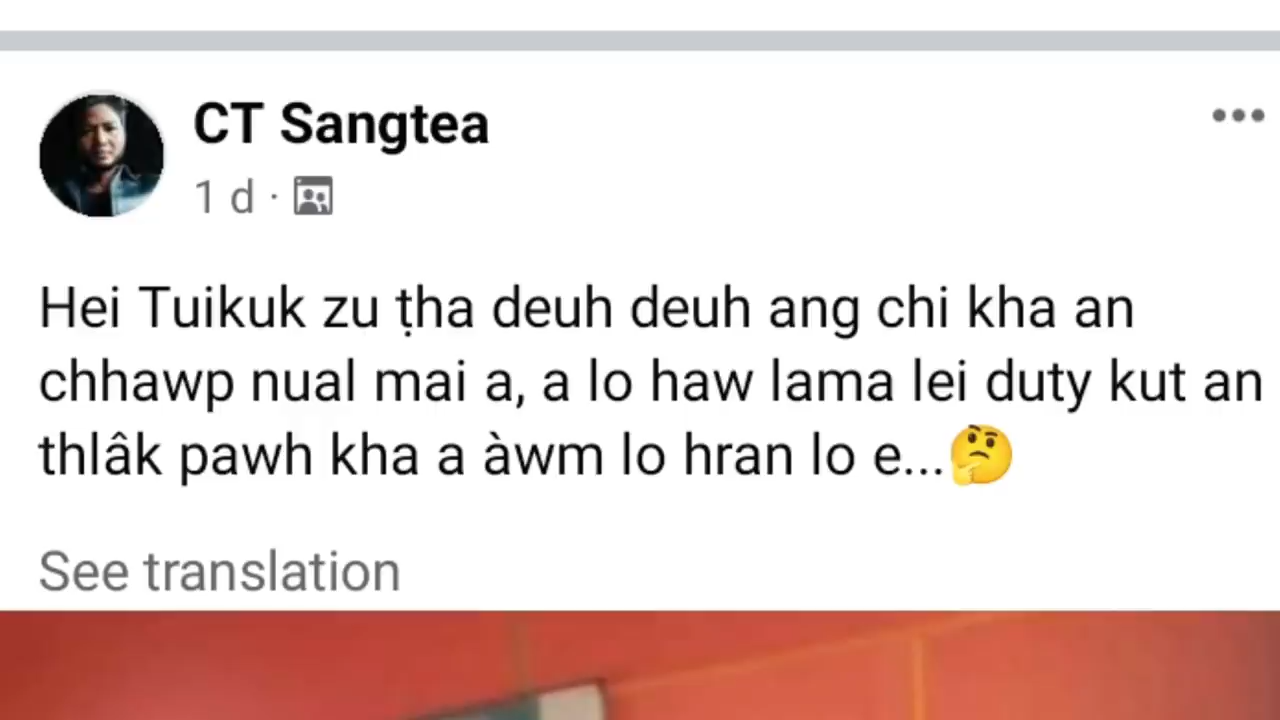 CT Sangtea
1 d ·
Hei Tuikuk zu ṭha deuh deuh ang chi kha an
chhawp nual mai a, a lo haw lama lei duty kut an
thlâk pawh kha a àwm lo hran lo e...🤔
See translation